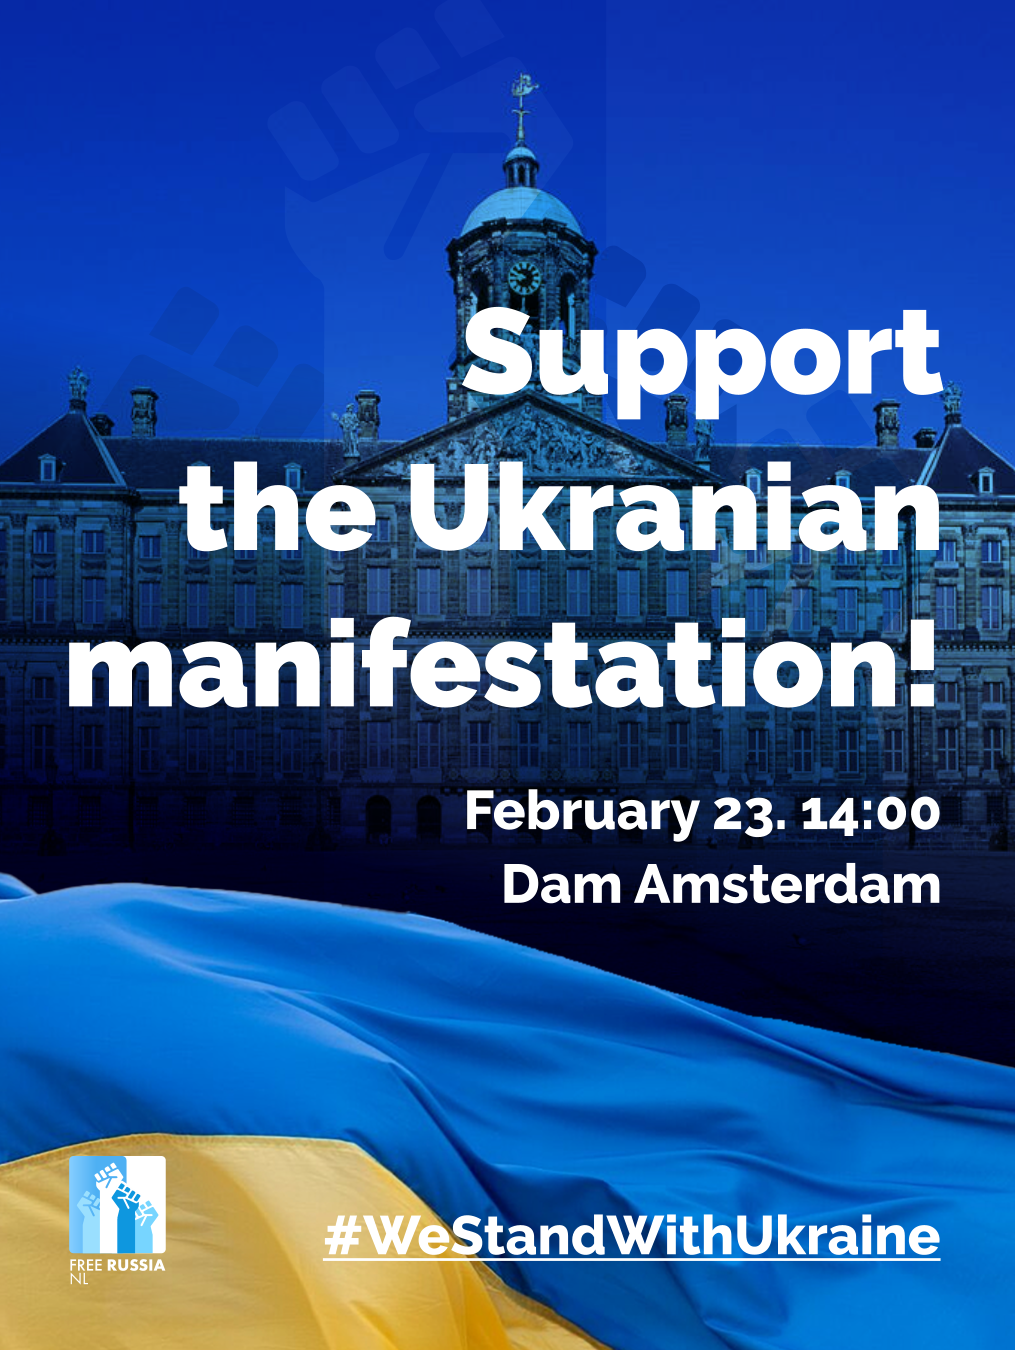 Support
the Ukranian
manifestation!
February 23. 14:00
Dam Amsterdam
#WeStandWithUkraine
FREE RUSSIA
NL